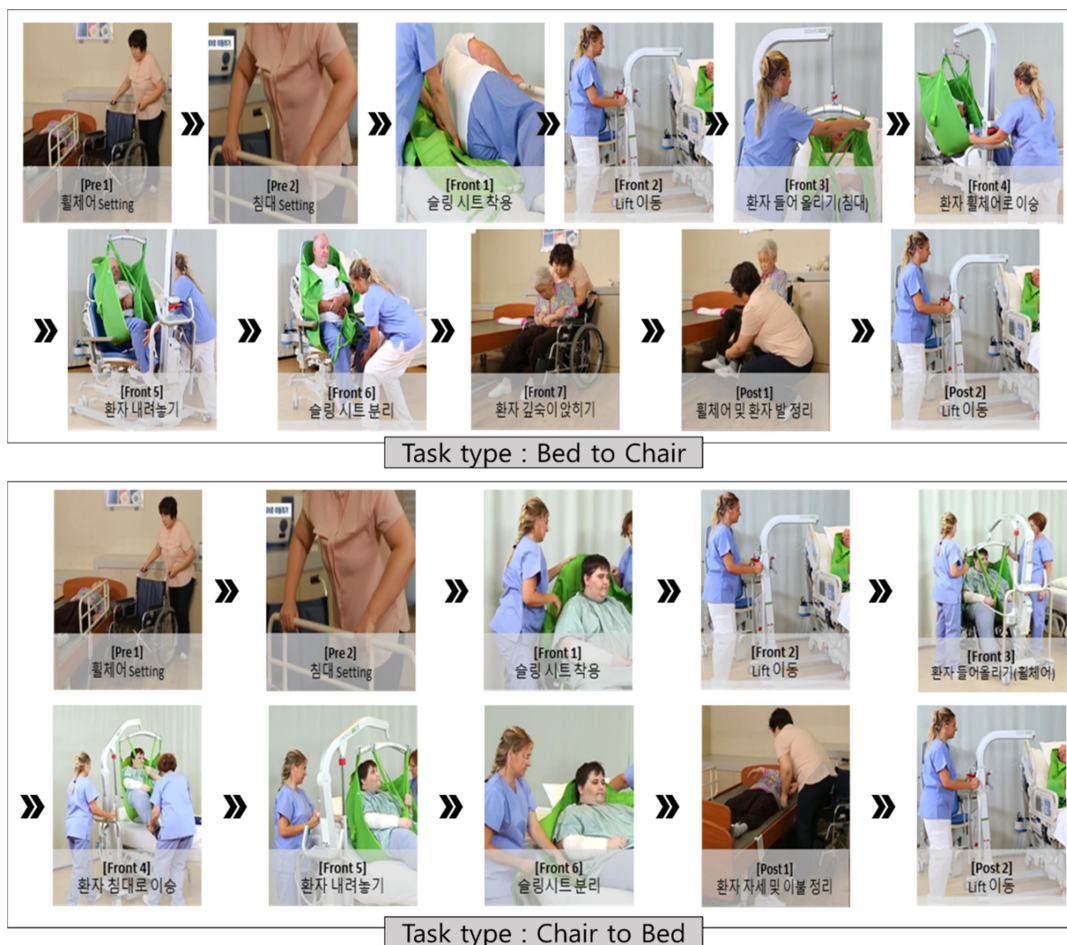 [Pre 1]
휠체어 Setting
[Pre 2]
침대 Setting
[Front 1]
슬링 시트 착용
[Front 2]
Lift 이동
[Front 3]
환자 들어 올리기(침대)
[Front 4]
환자 휠체어로 이승
[Front 5]
환자 내려놓기
[Front 6]
슬링 시트 분리
[Front 7]
환자 깊숙이 앉히기
[Post 1]
휠체어 및 환자 발 정리
[Post 2]
Lift 이동
Task type : Bed to Chair
[Pre 1]
휠체어 Setting
[Pre 2]
침대 Setting
[Front 1]
슬링 시트 착용
[Front 2]
Lift 이동
[Front 3]
환자 들어올리기(휠체어)
[Front 4]
환자 침대로 이승
[Front 5]
환자 내려놓기
[Front 6]
슬링시트 분리
[Post 1]
환자 자세 및 이불 정리
[Post 2]
Lift 이동
Task type : Chair to Bed